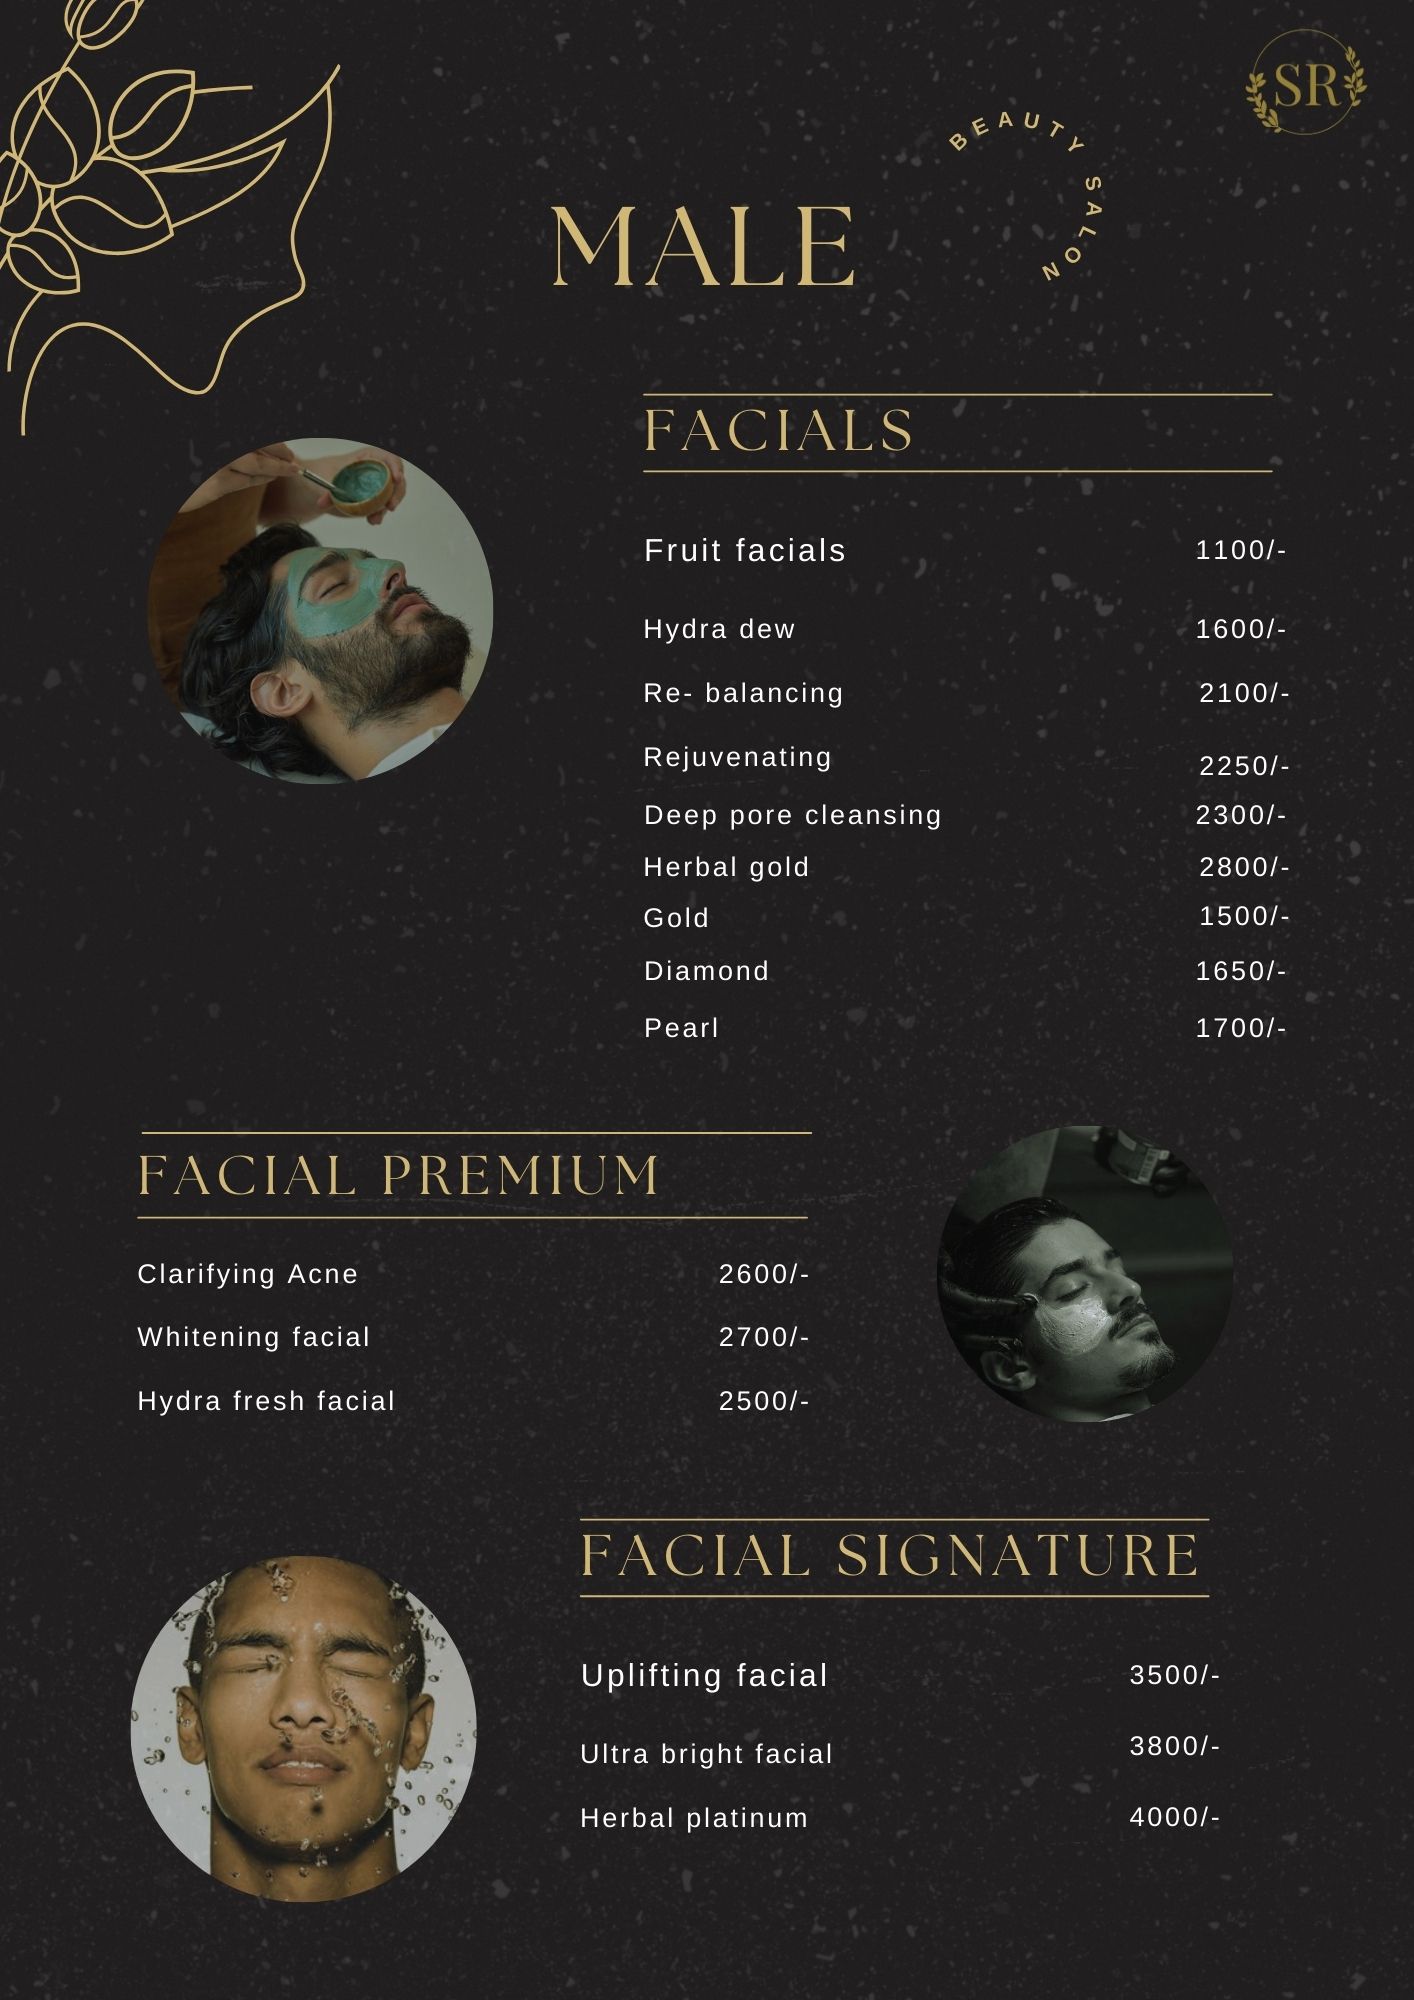 SR
BEAUTY SALON
MALE
FACIALS
Fruit facials 1100/-
Hydra dew 1600/-
Re- balancing 2100/-
Rejuvenating 2250/-
Deep pore cleansing 2300/-
Herbal gold 2800/-
Gold 1500/-
Diamond 1650/-
Pearl 1700/-
FACIAL PREMIUM
Clarifying Acne 2600/-
Whitening facial 2700/-
Hydra fresh facial 2500/-
FACIAL SIGNATURE
Uplifting facial 3500/-
Ultra bright facial 3800/-
Herbal platinum 4000/-